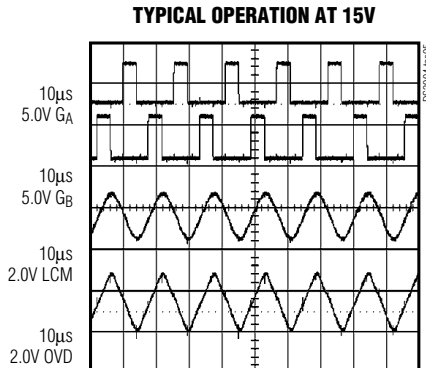 TYPICAL OPERATION AT 15V
10µs
5.0V GA
10µs
5.0V GB
10µs
2.0V LCM
10µs
2.0V OVD